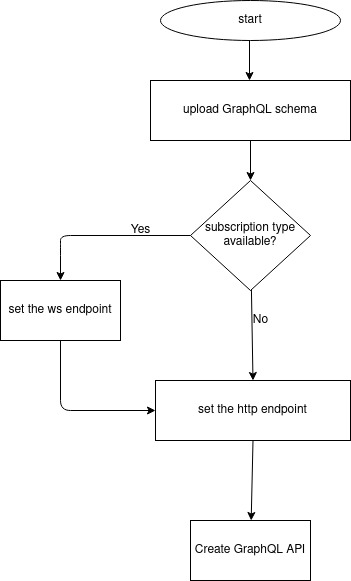 start
upload GraphQL schema
subscription type
available?
Yes
set the ws endpoint
No
set the http endpoint
Create GraphQL API